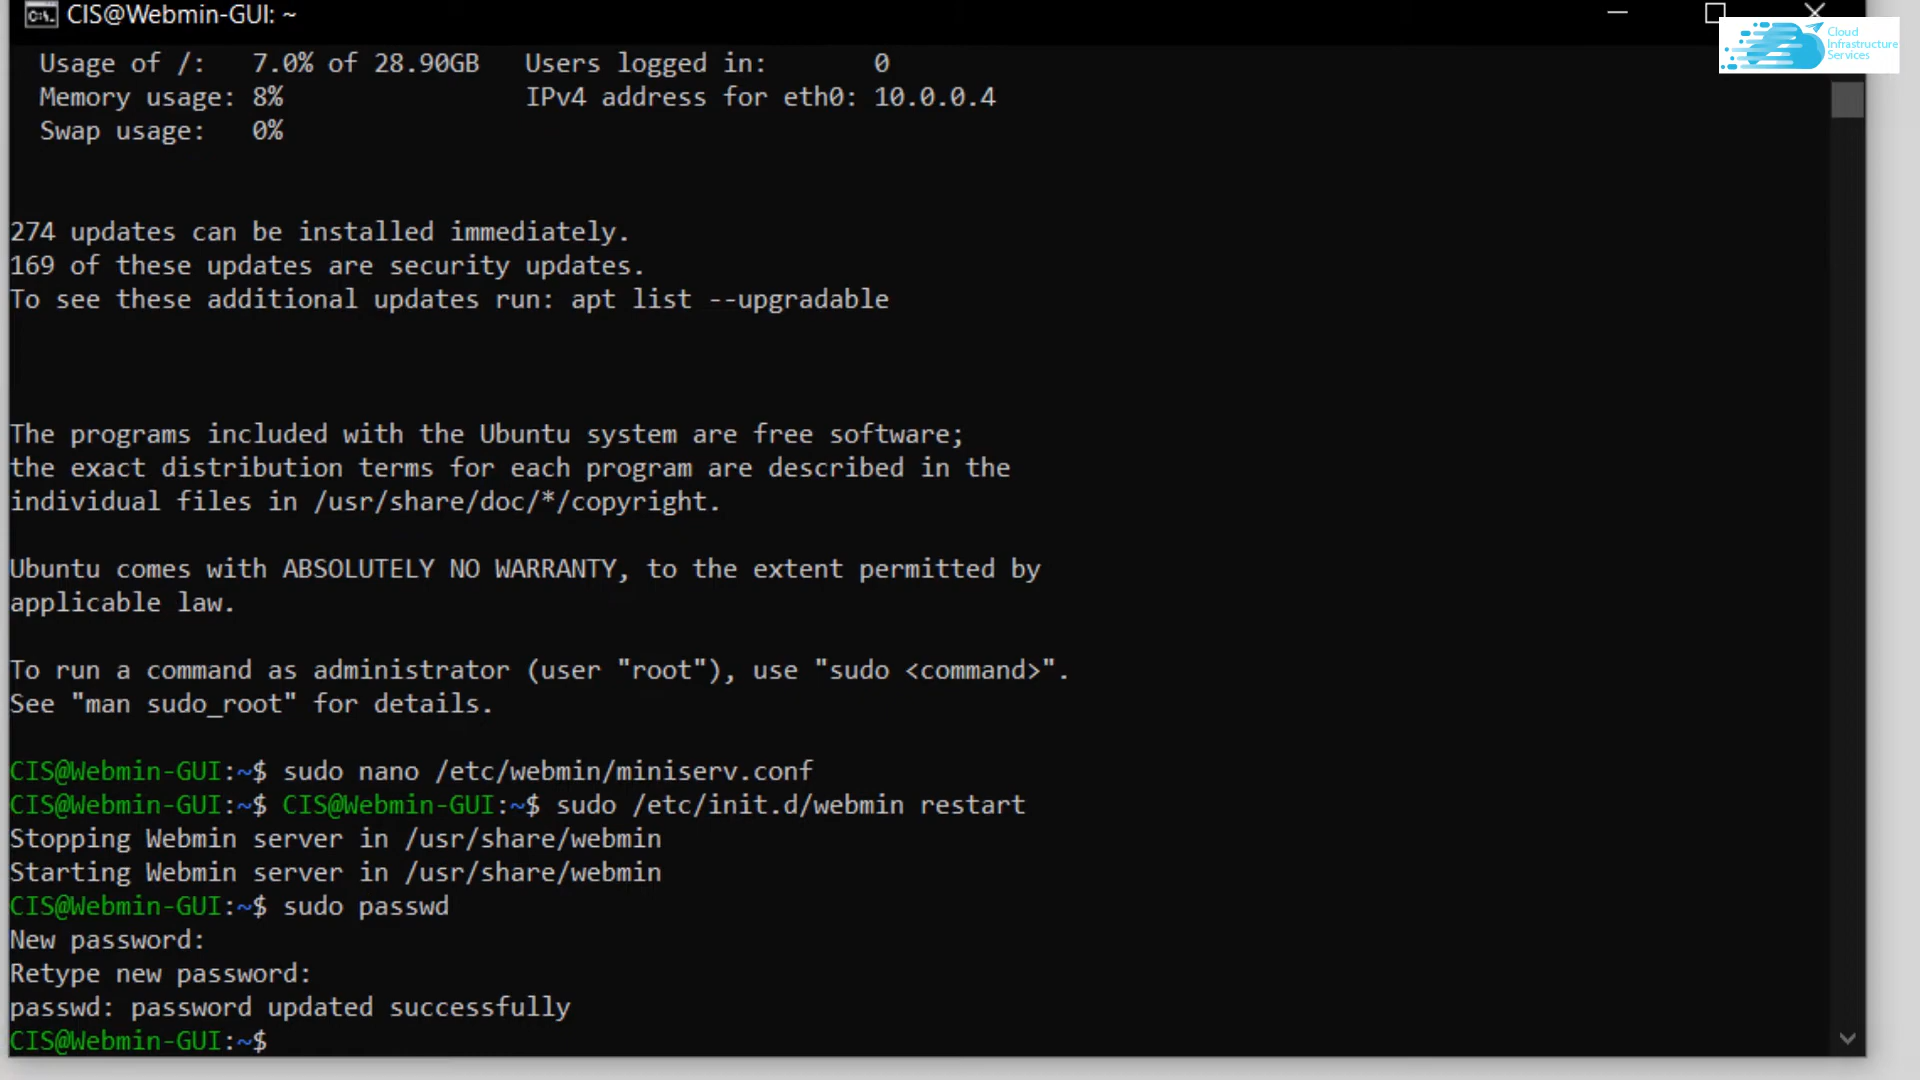 CIS@Webmin-GUI: ~
Cloud
Infrastructure
Services
Usage of /:   7.0% of 28.90GB   Users logged in:       0
Memory usage: 8%                IPv4 address for eth0: 10.0.0.4
Swap usage:   0%
274 updates can be installed immediately.
169 of these updates are security updates.
To see these additional updates run: apt list --upgradable
The programs included with the Ubuntu system are free software;
the exact distribution terms for each program are described in the
individual files in /usr/share/doc/*/copyright.
Ubuntu comes with ABSOLUTELY NO WARRANTY, to the extent permitted by
applicable law.
To run a command as administrator (user "root"), use "sudo <command>".
See "man sudo_root" for details.
CIS@Webmin-GUI:~$ sudo nano /etc/webmin/miniserv.conf
CIS@Webmin-GUI:~$ CIS@Webmin-GUI:~$ sudo /etc/init.d/webmin restart
Stopping Webmin server in /usr/share/webmin
Starting Webmin server in /usr/share/webmin
CIS@Webmin-GUI:~$ sudo passwd
New password:
Retype new password:
passwd: password updated successfully
CIS@Webmin-GUI:~$